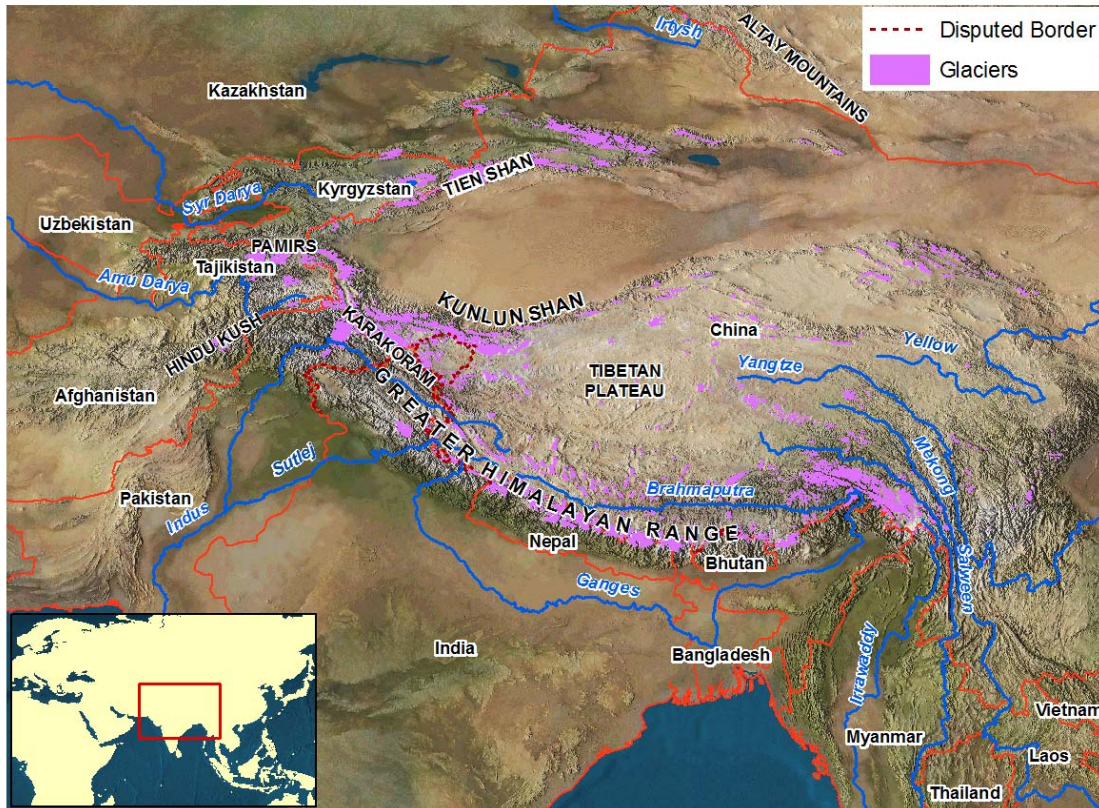 Disputed Border
Glaciers
Irtysh
ALTAY MOUNTAINS
Kazakhstan
TIEN SHAN
Kyrgyzstan
Syr Darya
Uzbekistan
PAMIRS
Tajikistan
Amu Darya
KUNLUN SHAN
HINDU KUSH
KARAKORAM
China
Yellow
Yangtze
TIBETAN
PLATEAU
Afghanistan
GREATER HIMALAYAN RANGE
Mekong
Sutlej
Brahmaputra
Pakistan
Indus
Nepal
Bhutan
Salween
Ganges
India
Bangladesh
Irrawaddy
Myanmar
Vietnam
Laos
Thailand